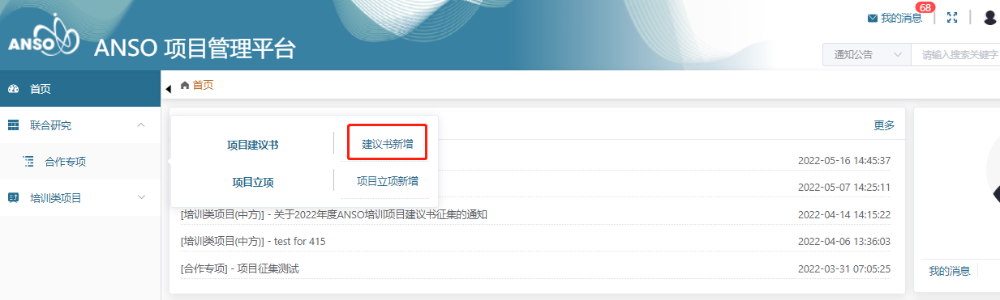 68
我的消息
ANSO
ANSO 项目管理平台
通知公告
请输入搜索关键字
首页
首页
联合研究
合作专项
培训类项目
项目建议书
建议书新增
项目立项
项目立项新增
更多
2022-05-16 14:45:37
2022-05-07 14:25:11
[培训类项目(中方)] - 关于2022年度ANSO培训项目建议书征集的通知 2022-04-14 14:15:22
[培训类项目(中方)] - test for 415 2022-04-06 13:36:03
[合作专项] - 项目征集测试 2022-03-31 07:05:25
我的消息